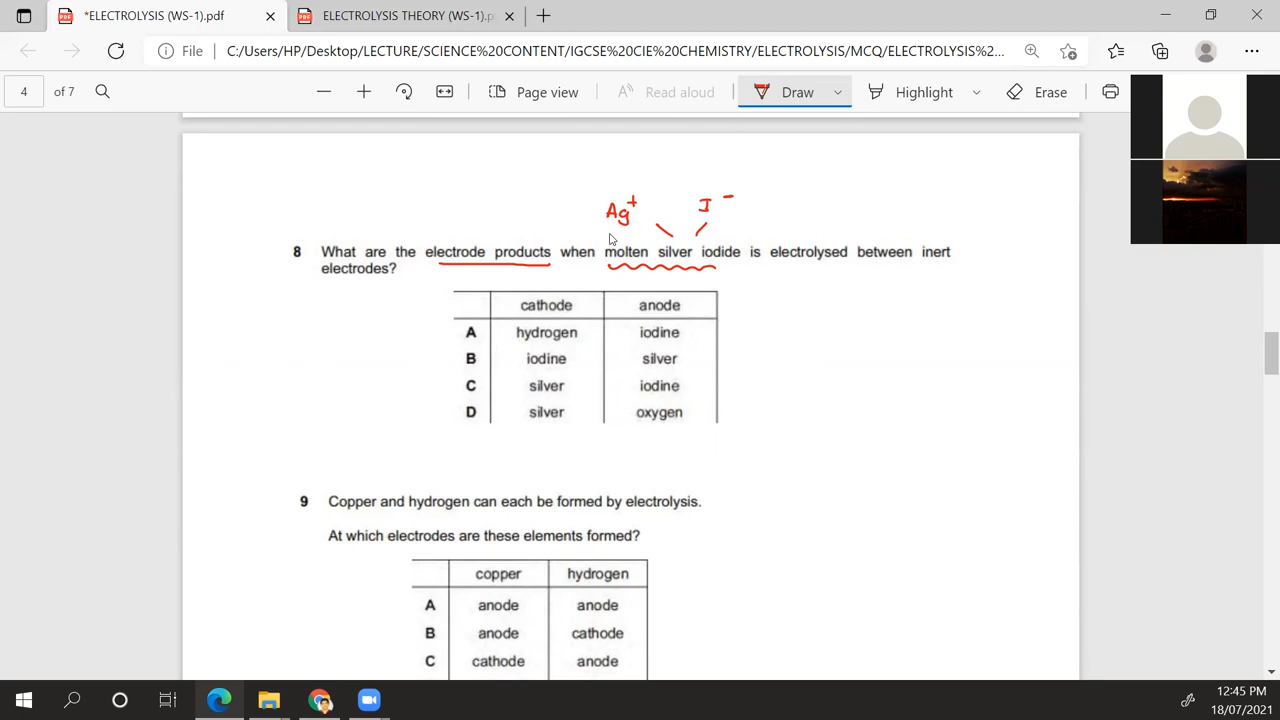 *ELECTROLYSIS (WS-1).pdf
ELECTROLYSIS THEORY (WS-1).p
File
C:/Users/HP/Desktop/LECTURE/SCIENCE%20CONTENT/IGCSE%20CIE%20CHEMISTRY/ELECTROLYSIS/MCQ/ELECTROLYSIS%2...
4 of 7
Page view
Read aloud
Draw
Highlight
Erase
Ag+ I-
8 What are the electrode products when molten silver iodide is electrolysed between inert
electrodes?
cathode anode
A hydrogen iodine
B iodine silver
C silver iodine
D silver oxygen
9 Copper and hydrogen can each be formed by electrolysis.
At which electrodes are these elements formed?
copper hydrogen
A anode anode
B anode cathode
C cathode anode
12:45 PM
18/07/2021